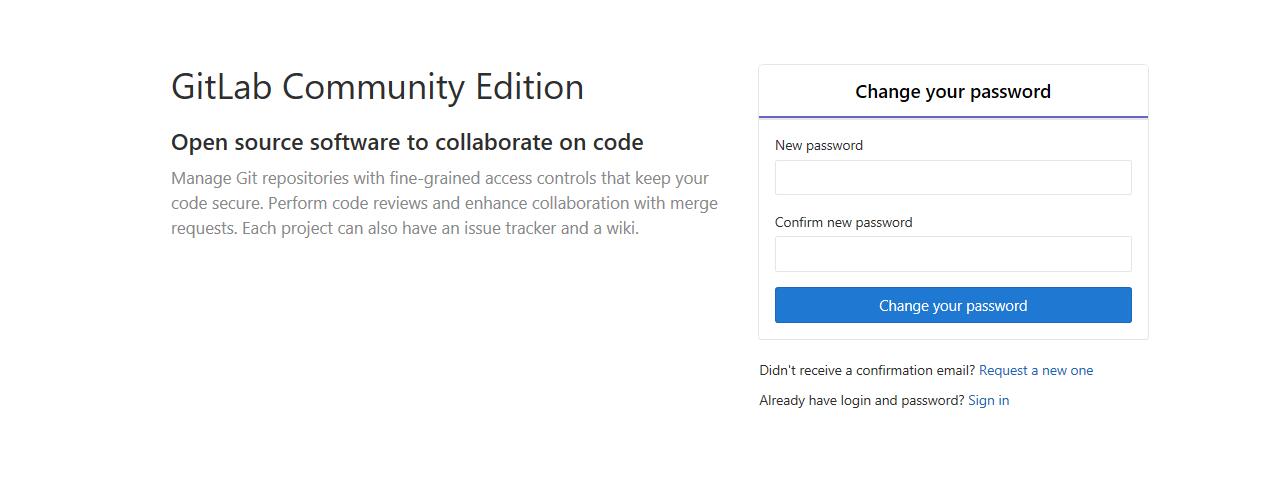 GitLab Community Edition
Open source software to collaborate on code
Manage Git repositories with fine-grained access controls that keep your
code secure. Perform code reviews and enhance collaboration with merge
requests. Each project can also have an issue tracker and a wiki.
Change your password
New password
Confirm new password
Change your password
Didn't receive a confirmation email? Request a new one
Already have login and password? Sign in